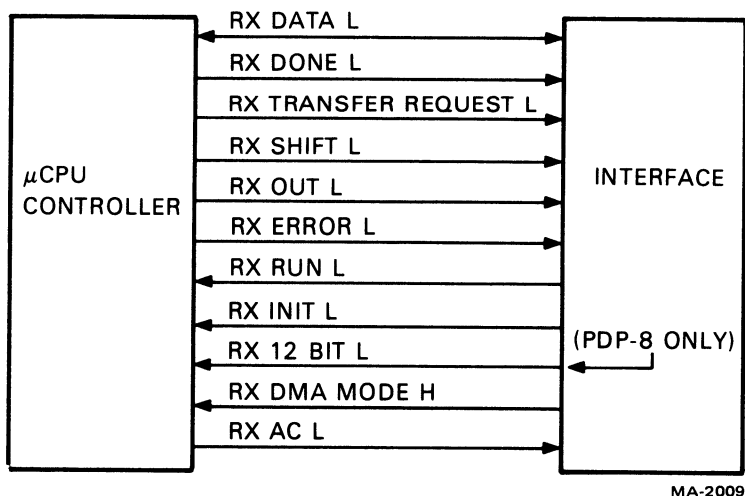 RX DATA L
RX DONE L
RX TRANSFER REQUEST L
RX SHIFT L
μCPU
CONTROLLER
INTERFACE
RX OUT L
RX ERROR L
RX RUN L
RX INIT L
(PDP-8 ONLY)
RX 12 BIT L
RX DMA MODE H
RX AC L
MA-2009